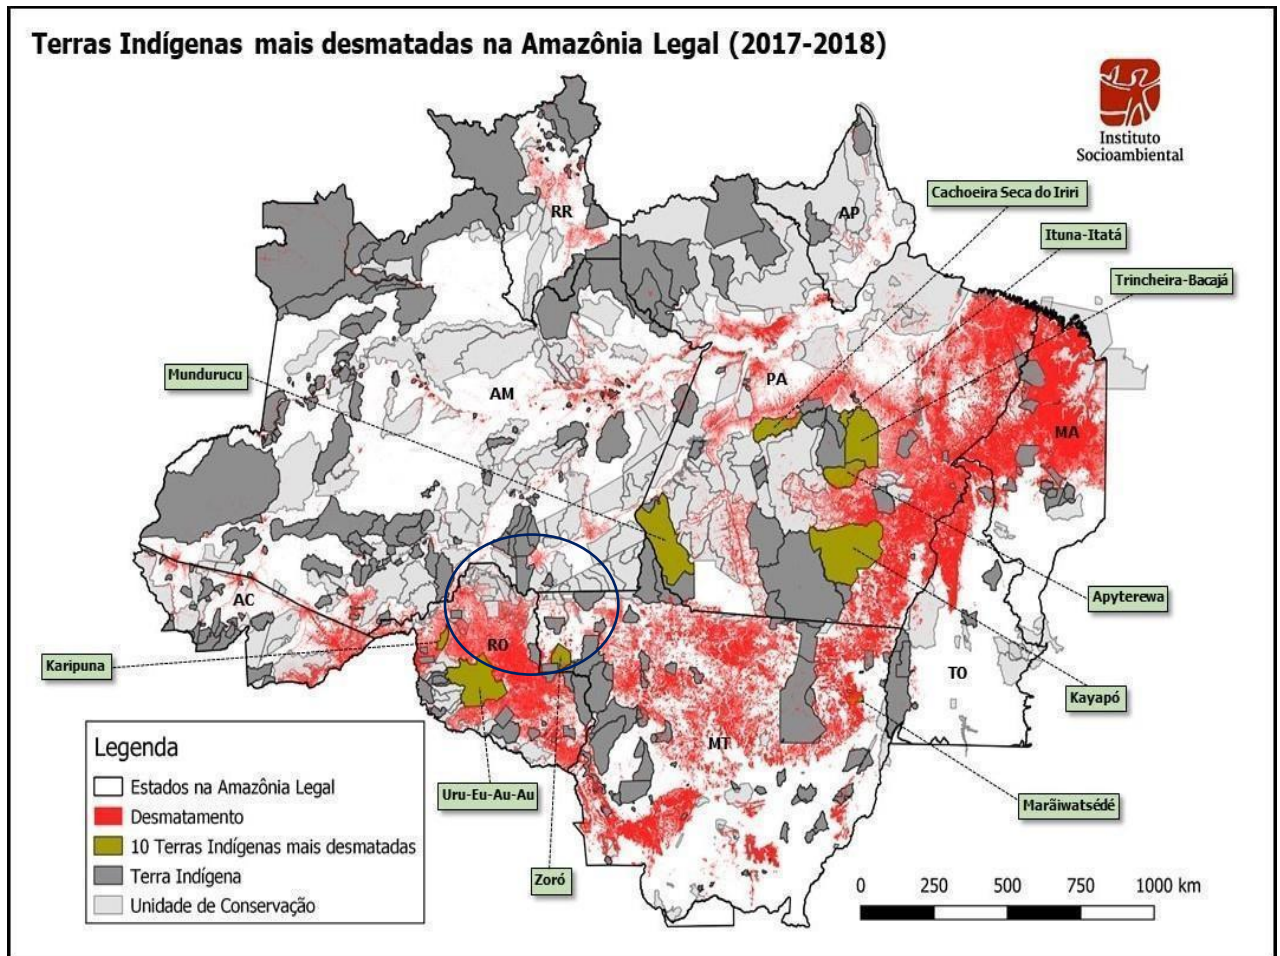 Terras Indígenas mais desmatadas na Amazônia Legal (2017-2018)
Instituto
Socioambiental
Cachoeira Seca do Iriri
RR
AP
Ituna-Itatá
Trincheira-Bacajá
Mundurucu
PA
AM
MA
AC
Apyterewa
RO
Karipuna
TO
Kayapó
MT
Legenda
Estados na Amazônia Legal
Desmatamento
10 Terras Indígenas mais desmatadas
Terra Indígena
Unidade de Conservação
Uru-Eu-Au-Au
Marãiwatsédé
Zoró
0 250 500 750 1000 km